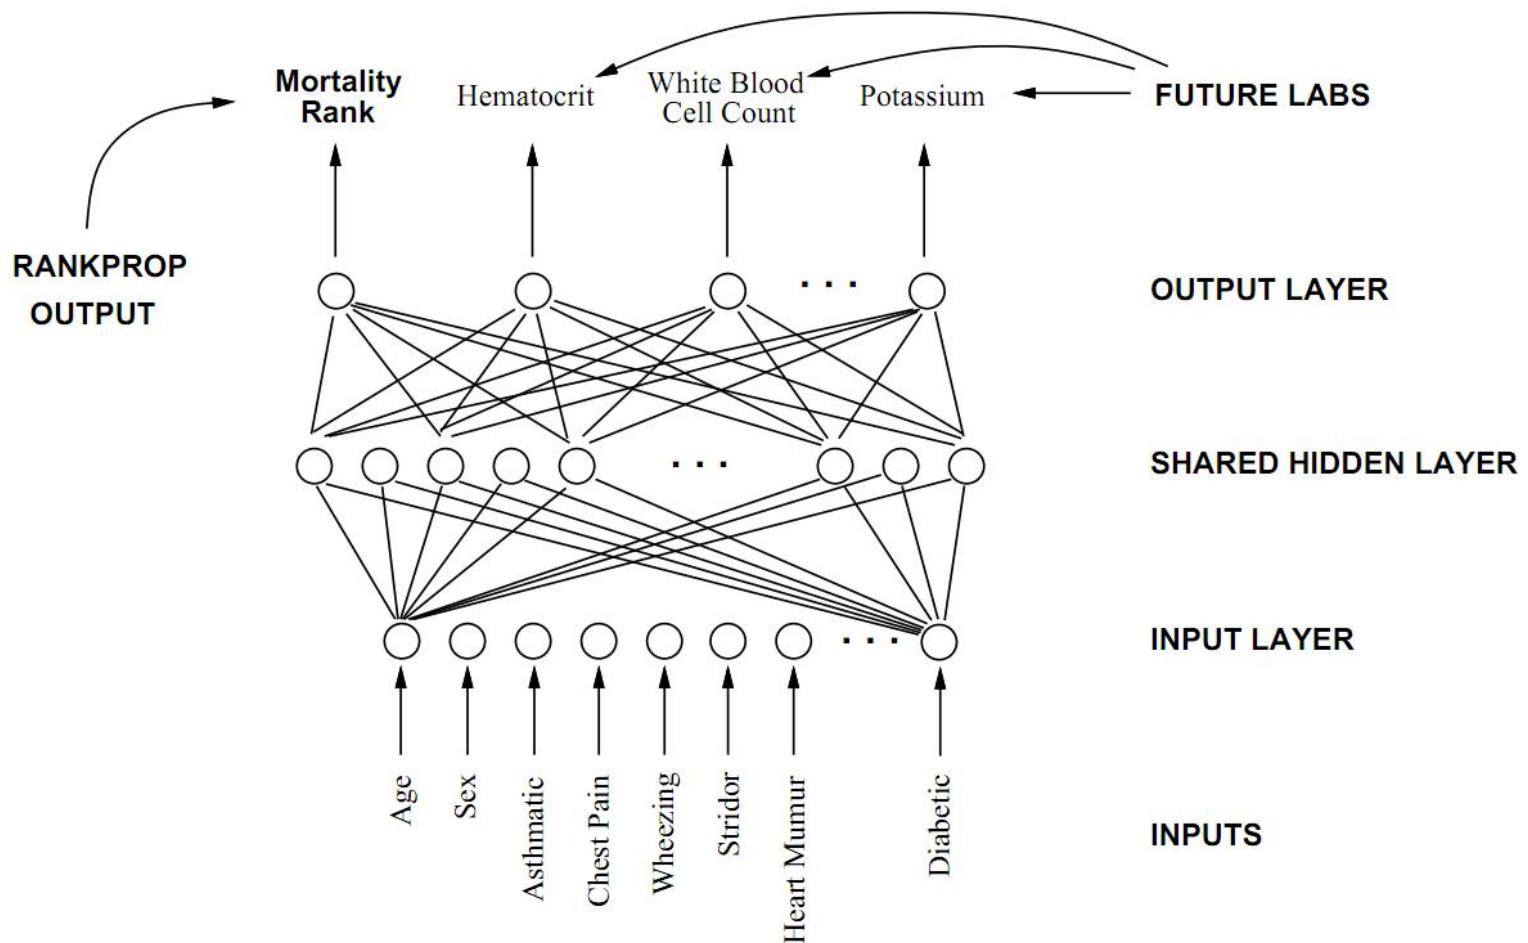 Mortality
Rank
Hematocrit
White Blood
Cell Count
Potassium
FUTURE LABS
RANKPROP
OUTPUT
. . .
OUTPUT LAYER
. . .
SHARED HIDDEN LAYER
. . .
INPUT LAYER
Age
Sex
Asthmatic
Chest Pain
Wheezing
Stridor
Heart Mumur
Diabetic
INPUTS